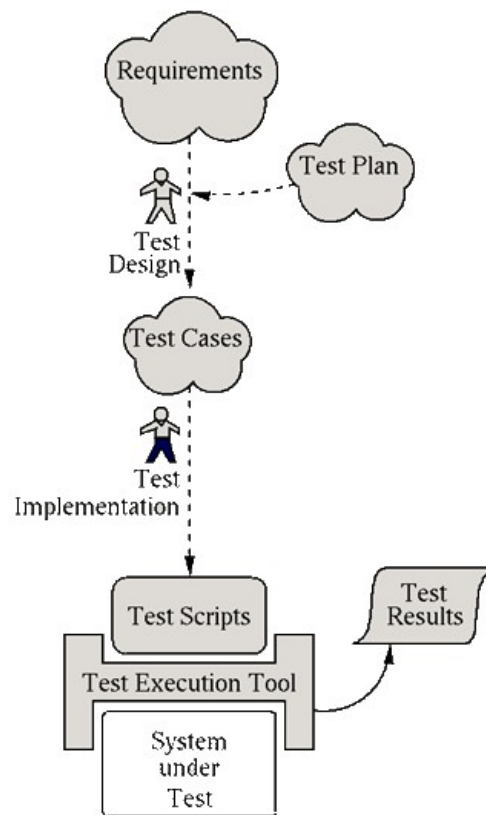 Requirements
Test Plan
Test
Design
Test Cases
Test
Implementation
Test Scripts
Test
Results
Test Execution Tool
System
under
Test